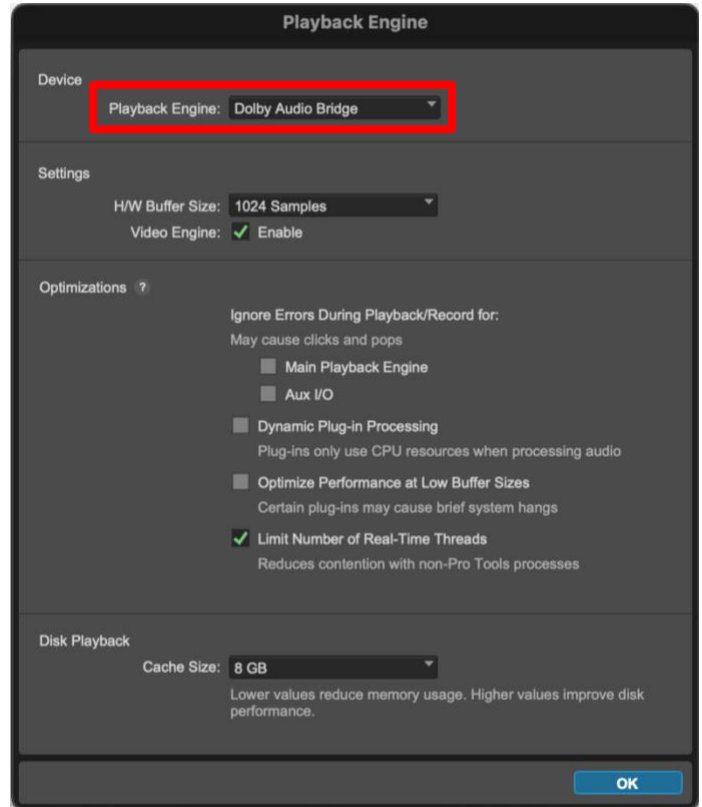 Playback Engine
Device
Playback Engine: Dolby Audio Bridge
Settings
H/W Buffer Size: 1024 Samples
Video Engine: Enable
Optimizations ?
Ignore Errors During Playback/Record for:
May cause clicks and pops
Main Playback Engine
Aux I/O
Dynamic Plug-in Processing
Plug-ins only use CPU resources when processing audio
Optimize Performance at Low Buffer Sizes
Certain plug-ins may cause brief system hangs
Limit Number of Real-Time Threads
Reduces contention with non-Pro Tools processes
Disk Playback
Cache Size: 8 GB
Lower values reduce memory usage. Higher values improve disk
performance.
OK